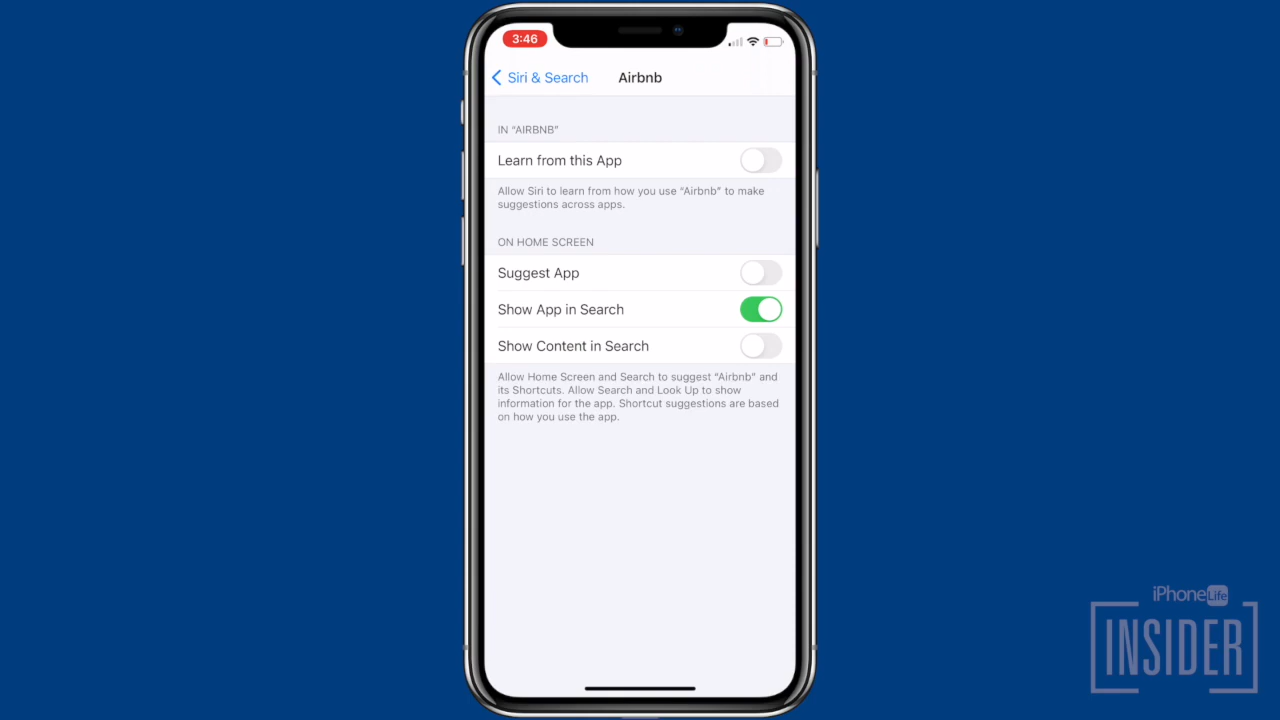 3:46
Siri & Search
Airbnb
IN “AIRBNB”
Learn from this App
Allow Siri to learn from how you use “Airbnb” to make
suggestions across apps.
ON HOME SCREEN
Suggest App
Show App in Search
Show Content in Search
Allow Home Screen and Search to suggest “Airbnb” and
its Shortcuts. Allow Search and Look Up to show
information for the app. Shortcut suggestions are based
on how you use the app.
iPhone Life
INSIDER